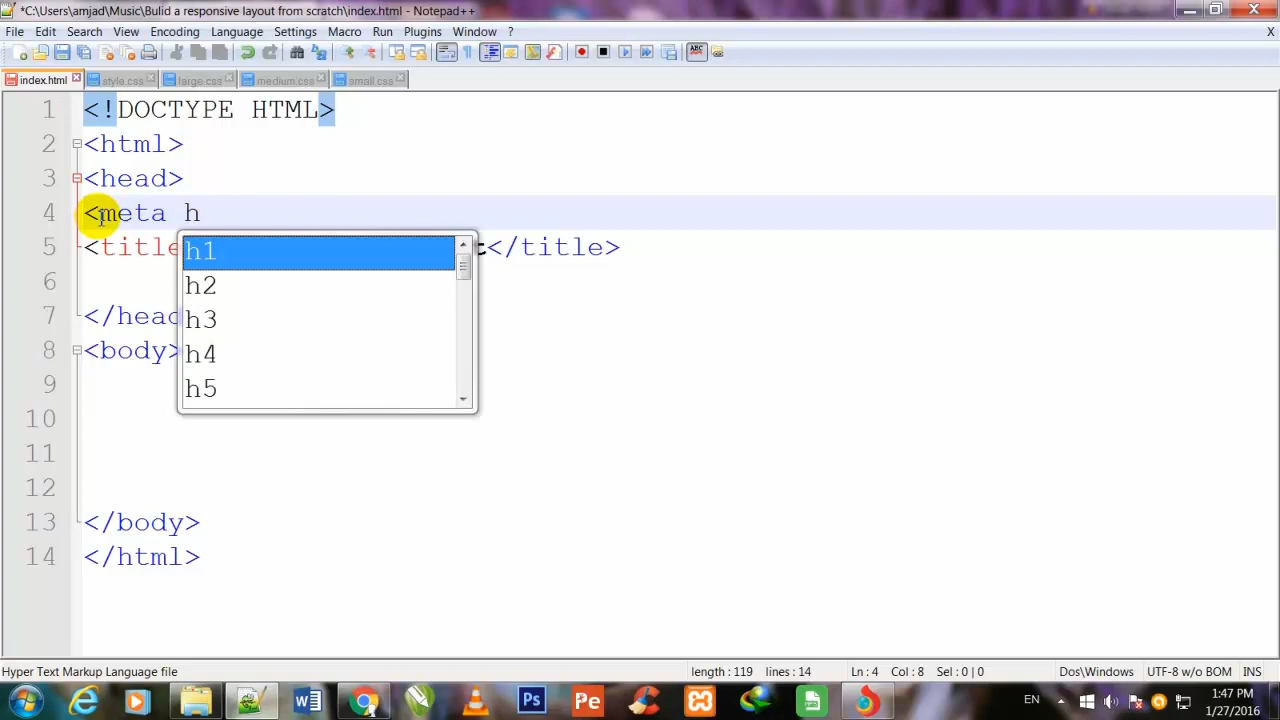 *C:\Users\amjad\Music\Bulid a responsive layout from scratch\index.html - Notepad++
File Edit Search View Encoding Language Settings Macro Run Plugins Window ? X
index.html style.css large.css medium.css small.css
1 <!DOCTYPE HTML>
2 <html>
3 <head>
4 <meta h
5 <title t</title>
h1
6
h2
7 </head
h3
8 <body>
h4
9
h5
10
11
12
13 </body>
14 </html>
Hyper Text Markup Language file length : 119 lines : 14 Ln : 4 Col : 8 Sel : 0 | 0 Dos\Windows UTF-8 w/o BOM INS
EN 1:47 PM
1/27/2016